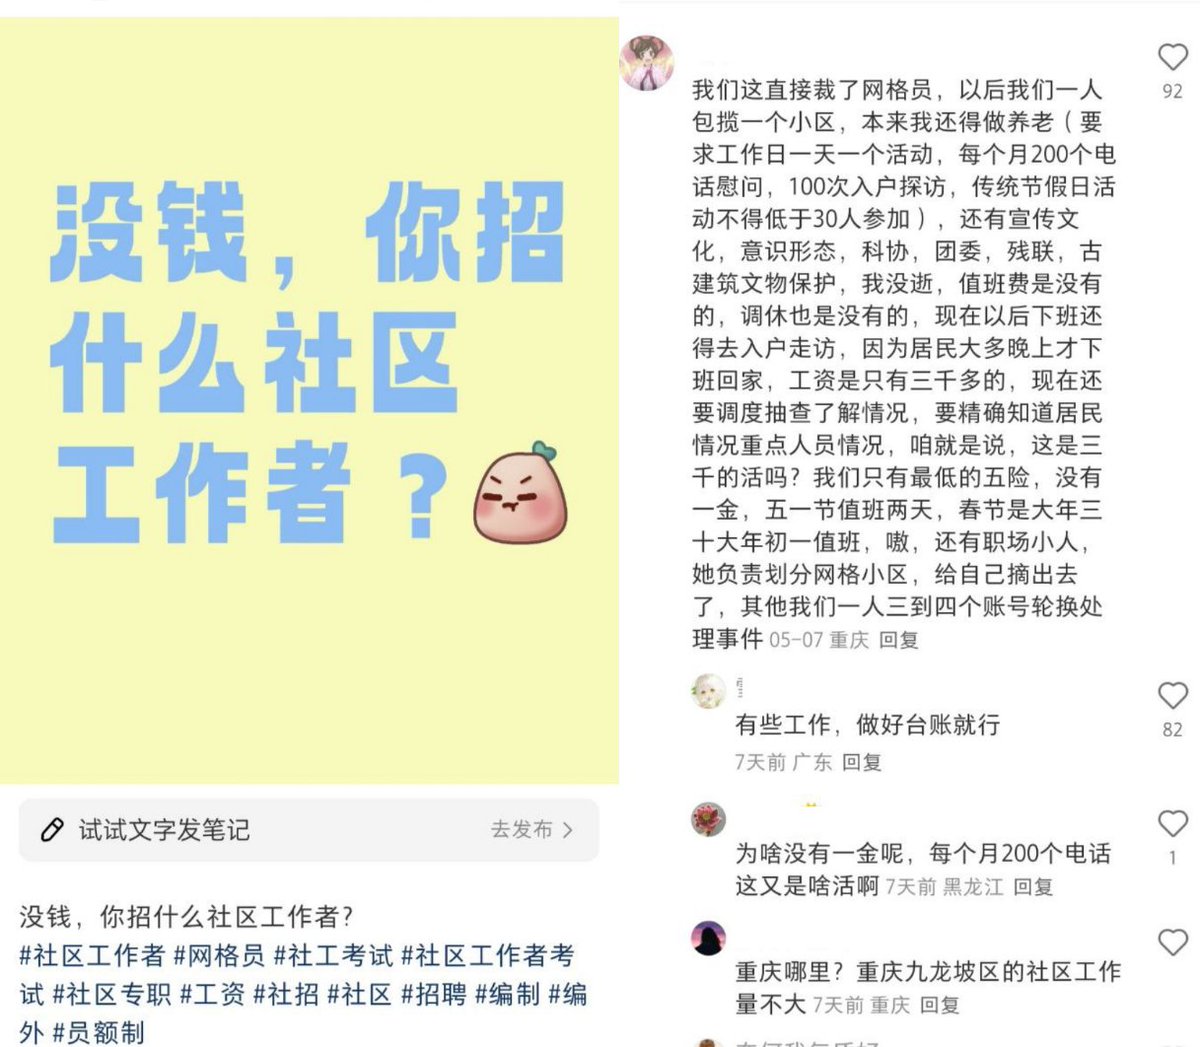 没钱，你招
什么社区
工作者？
试试文字发笔记
去发布
没钱，你招什么社区工作者？
#社区工作者 #网格员 #社工考试 #社区工作者考
试 #社区专职 #工资 #社招 #社区 #招聘 #编制 #编
外 #员额制
92
我们这直接裁了网格员，以后我们一人
包揽一个小区，本来我还得做养老（要
求工作日一天一个活动，每个月200个电
话慰问，100次入户探访，传统节假日活
动不得低于30人参加），还有宣传文
化，意识形态，科协，团委，残联，古
建筑文物保护，我没逝，值班费是没有
的，调休也是没有的，现在以后下班还
得去入户走访，因为居民大多晚上才下
班回家，工资是只有三千多的，现在还
要调度抽查了解情况，要精确知道居民
情况重点人员情况，咱就是说，这是三
千的活吗？我们只有最低的五险，没有
一金，五一节值班两天，春节是大年三
十大年初一值班，嗷，还有职场小人，
她负责划分网格小区，给自己摘出去
了，其他我们一人三到四个账号轮换处
理事件 05-07 重庆 回复
有些工作，做好台账就行
82
7天前 广东 回复
为啥没有一金呢，每个月200个电话
1
这又是啥活啊 7天前 黑龙江 回复
重庆哪里？重庆九龙坡区的社区工作
量不大 7天前 重庆 回复